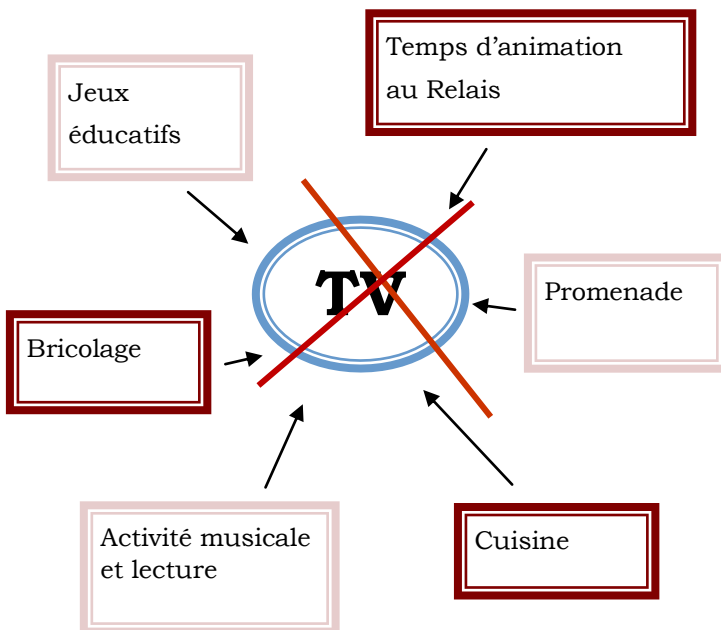 Temps d’animation
au Relais
Jeux
éducatifs
TV
Promenade
Bricolage
Activité musicale
et lecture
Cuisine